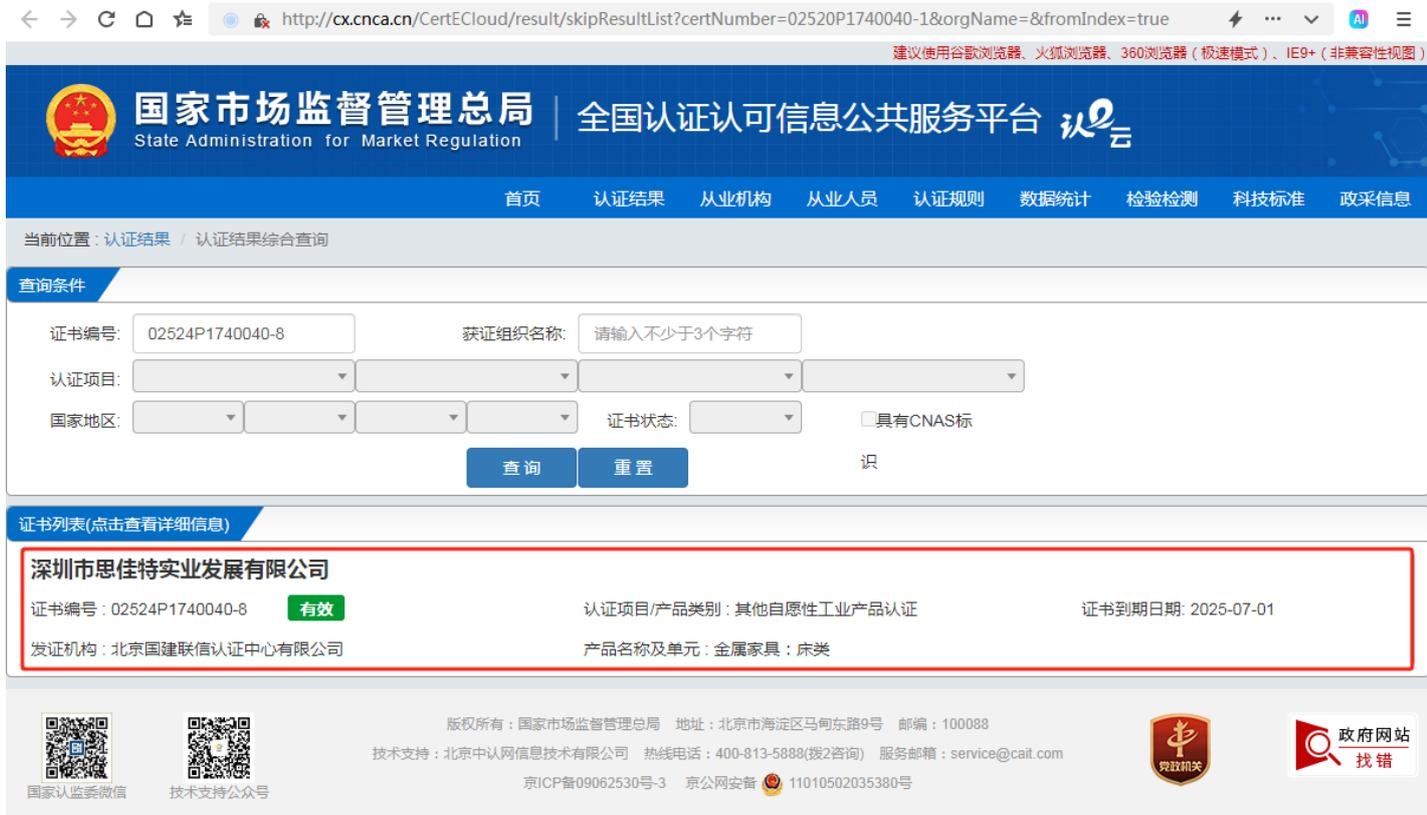 http://cx.cnca.cn/CertECloud/result/skipResultList?certNumber=02520P1740040-1&orgName=&fromIndex=true
AI
建议使用谷歌浏览器、火狐浏览器、360浏览器（极速模式）、IE9+（非兼容性视图）
国家市场监督管理总局 全国认证认可信息公共服务平台 认e云
State Administration for Market Regulation
首页 认证结果 从业机构 从业人员 认证规则 数据统计 检验检测 科技标准 政采信息
当前位置：认证结果 / 认证结果综合查询
查询条件
证书编号: 02524P1740040-8 获证组织名称: 请输入不少于3个字符
认证项目:
国家地区: 证书状态: 具有CNAS标
识
查询 重置
证书列表(点击查看详细信息)
深圳市思佳特实业发展有限公司
证书编号：02524P1740040-8 有效 认证项目/产品类别：其他自愿性工业产品认证 证书到期日期: 2025-07-01
发证机构：北京国建联信认证中心有限公司 产品名称及单元：金属家具：床类
版权所有：国家市场监督管理总局 地址：北京市海淀区马甸东路9号 邮编：100088
技术支持：北京中认网信息技术有限公司 热线电话：400-813-5888(拨2咨询) 服务邮箱：service@cait.com
京ICP备09062530号-3 京公网安备 11010502035380号
国家认监委微信 技术支持公众号
党政机关
政府网站
找错